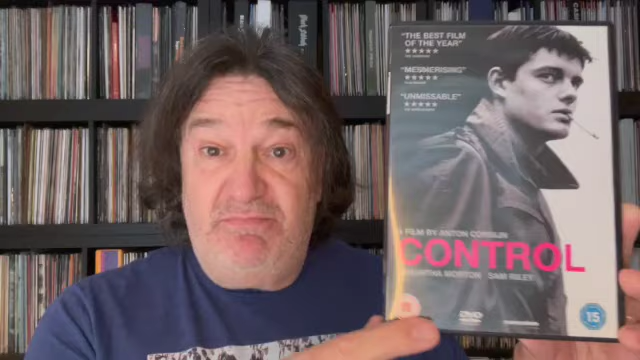 "THE BEST FILM
OF THE YEAR"
"MESMERISING"
"UNMISSABLE"
A FILM BY ANTON CORBIJN
CONTROL
SAMANTHA MORTON SAM RILEY
DVD
15